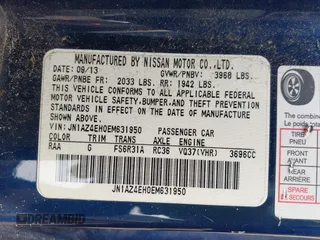 MANUFACTURED BY NISSAN MOTOR CO.,LTD.
DATE: 09/13 GVWR/PNBV: 3968 LBS.
GAWR/PNBE FR: 2033 LBS. RR: 1942 LBS.
THIS VEHICLE CONFORMS TO ALL APPLICABLE FEDERAL
MOTOR VEHICLE SAFETY, BUMPER, AND THEFT PREVENTION
STANDARDS IN EFFECT ON THE DATE OF MANUFACTURE
SHOWN ABOVE.
VIN: JN1AZ4EH0EM631950 PASSENGER CAR
COLOR TRIM TRANS AXLE ENGINE
RAA G FS6R31A RC36 VQ37(VHR) 3696CC
JN1AZ4EH0EM631950
TIRE
PNEU
FRONT
AVANT
REAR
ARRIÈRE
SPARE
SECOURS
DREAMBID